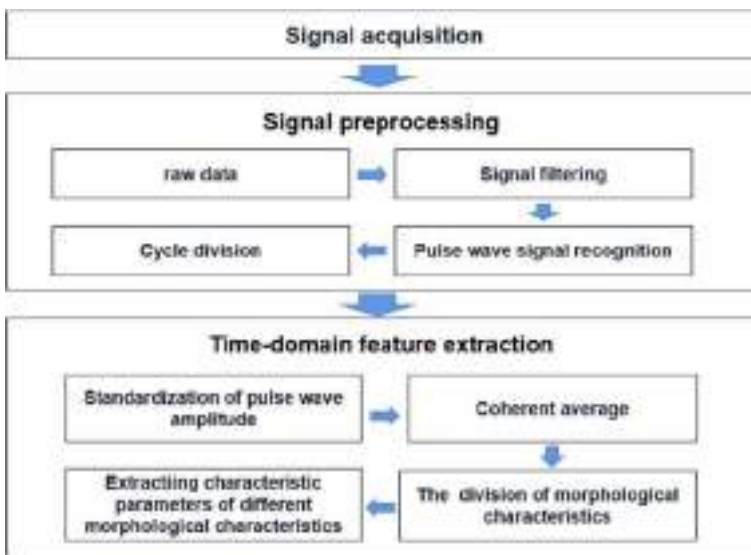 Signal acquisition
Signal preprocessing
raw data
Signal filtering
Cycle division
Pulse wave signal recognition
Time-domain feature extraction
Standardization of pulse wave
amplitude
Coherent average
Extractiing characteristic
parameters of different
morphological characteristics
The division of morphological
characteristics